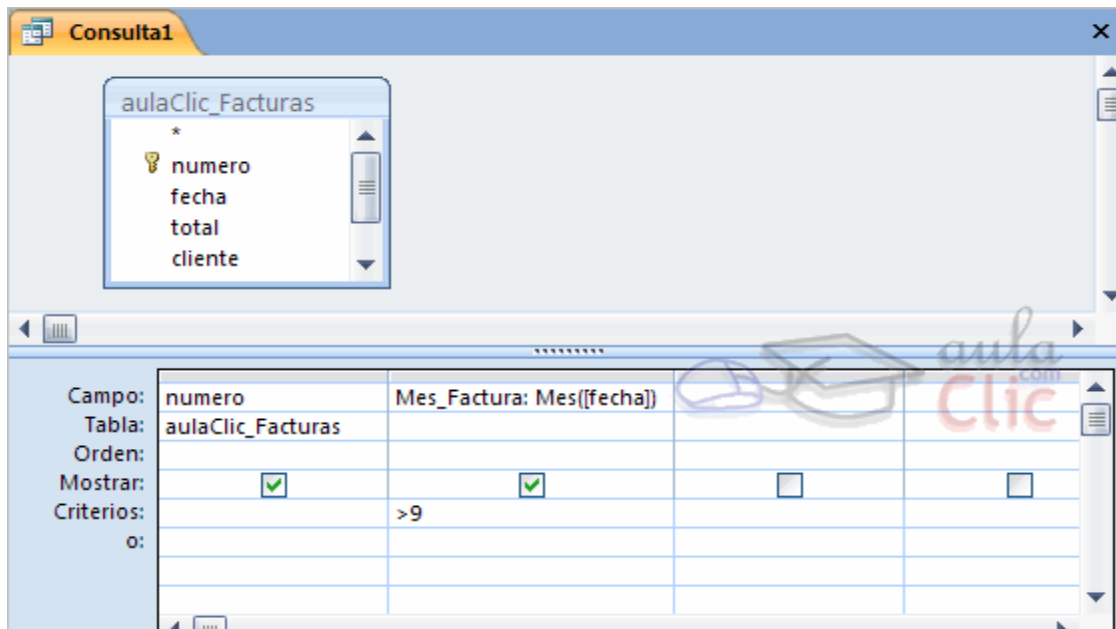 Consulta1
aulaClic_Facturas
*
numero
fecha
total
cliente
aula
.com
Clic
Campo: numero Mes_Factura: Mes([fecha])
Tabla: aulaClic_Facturas
Orden:
Mostrar:
Criterios: >9
o: